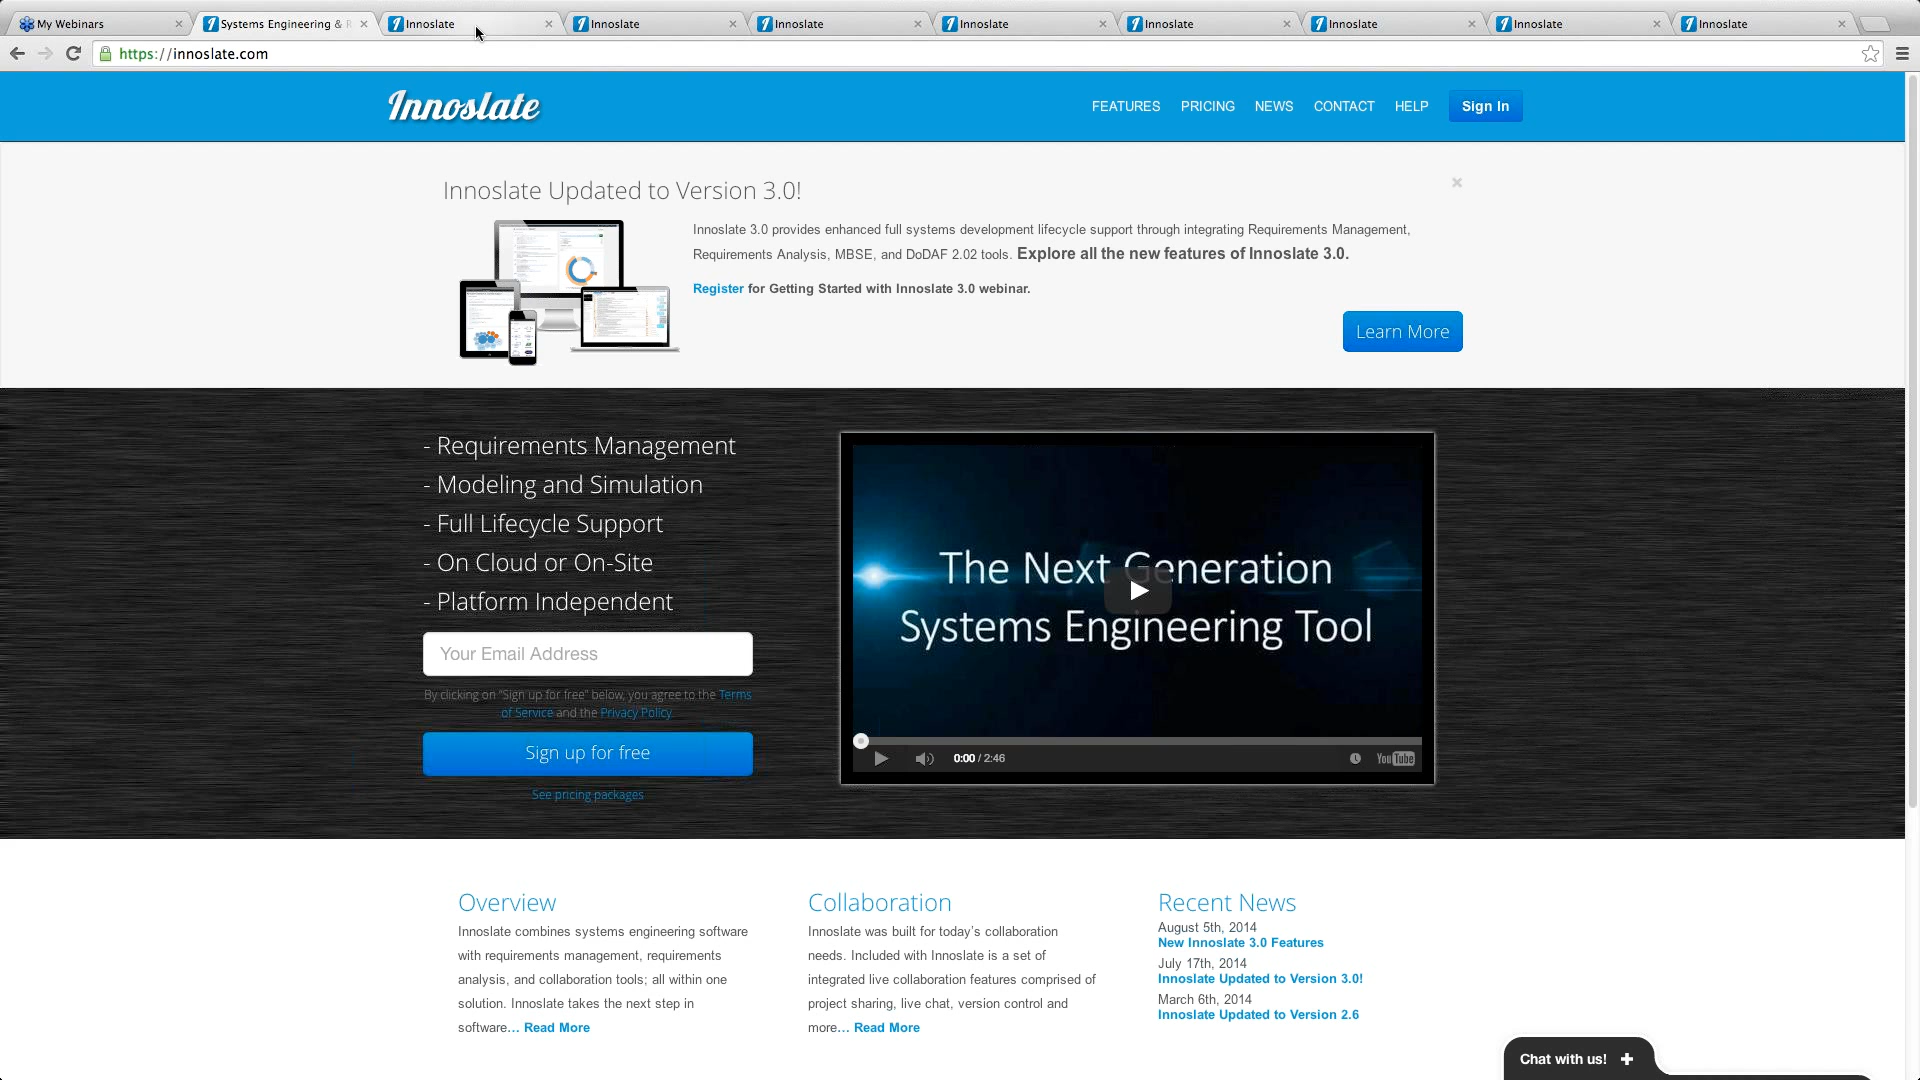 My Webinars
Systems Engineering & R
Innoslate
Innoslate
Innoslate
Innoslate
Innoslate
Innoslate
Innoslate
Innoslate
https://innoslate.com
Innoslate
FEATURES PRICING NEWS CONTACT HELP Sign In
Innoslate Updated to Version 3.0!
Innoslate 3.0 provides enhanced full systems development lifecycle support through integrating Requirements Management,
Requirements Analysis, MBSE, and DoDAF 2.02 tools. Explore all the new features of Innoslate 3.0.
Register for Getting Started with Innoslate 3.0 webinar.
Learn More
- Requirements Management
- Modeling and Simulation
- Full Lifecycle Support
- On Cloud or On-Site
- Platform Independent
Your Email Address
By clicking on "Sign up for free" below, you agree to the Terms
of Service and the Privacy Policy
Sign up for free
See pricing packages
The Next Generation
Systems Engineering Tool
0:00 / 2:46
YouTube
Overview
Innoslate combines systems engineering software
with requirements management, requirements
analysis, and collaboration tools; all within one
solution. Innoslate takes the next step in
software... Read More
Collaboration
Innoslate was built for today's collaboration
needs. Included with Innoslate is a set of
integrated live collaboration features comprised of
project sharing, live chat, version control and
more... Read More
Recent News
August 5th, 2014
New Innoslate 3.0 Features
July 17th, 2014
Innoslate Updated to Version 3.0!
March 6th, 2014
Innoslate Updated to Version 2.6
Chat with us! +